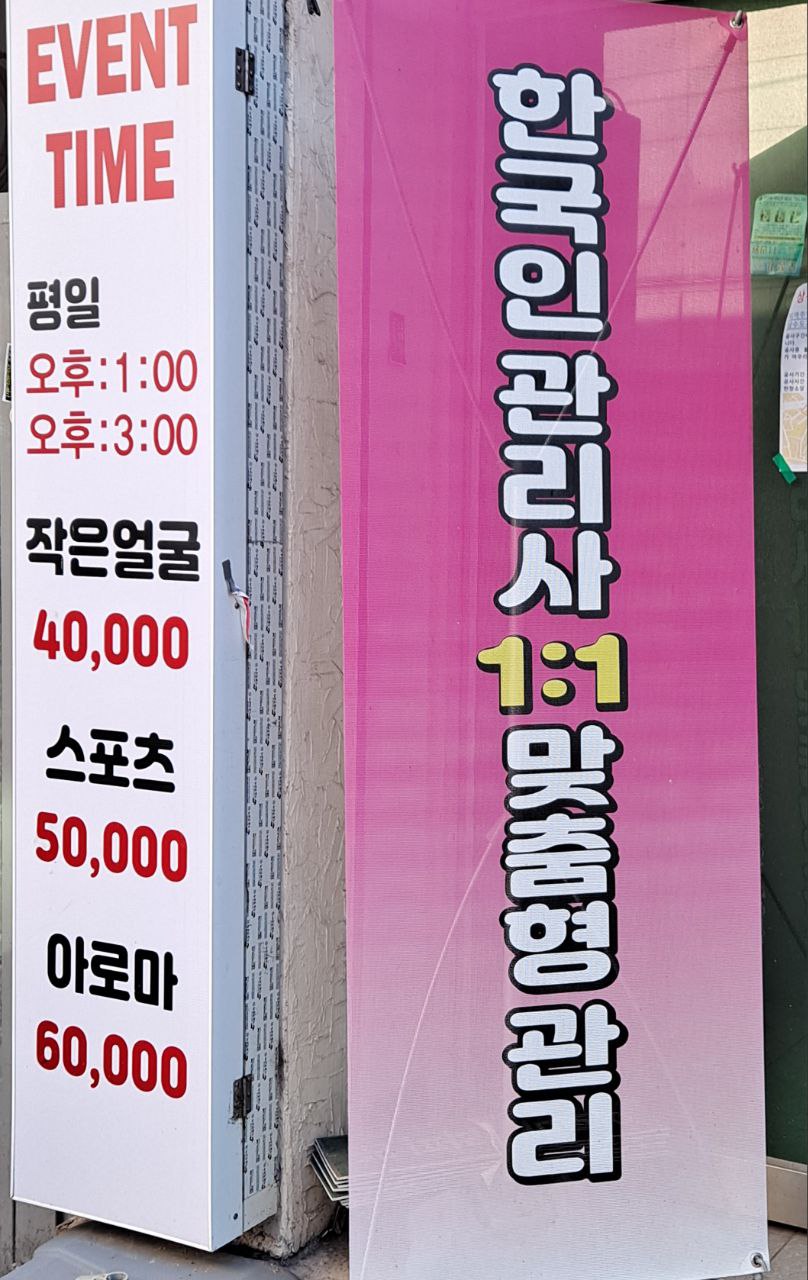 EVENT
TIME
평일
오후:1:00
오후:3:00
작은얼굴
40,000
스포츠
50,000
아로마
60,000
한국인 관리사 1:1 맞춤형 관리